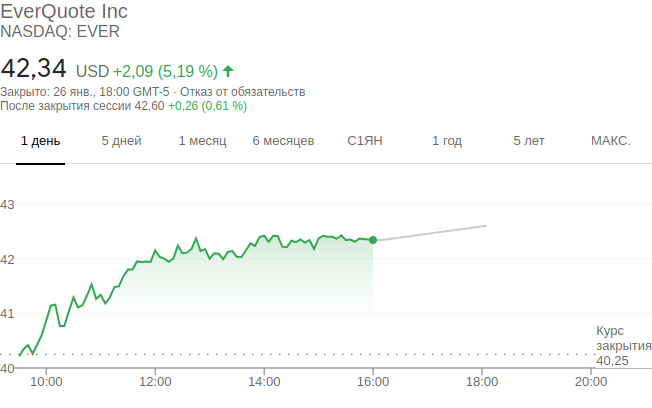 EverQuote Inc
NASDAQ: EVER
42,34 USD +2,09 (5,19 %)
Закрыто: 26 янв., 18:00 GMT-5 · Отказ от обязательств
После закрытия сессии 42,60 +0,26 (0,61 %)
1 день 5 дней 1 месяц 6 месяцев С1ЯН 1 год 5 лет МАКС.
43
42
41
Курс
закрытия
40,25
40
10:00 12:00 14:00 16:00 18:00 20:00